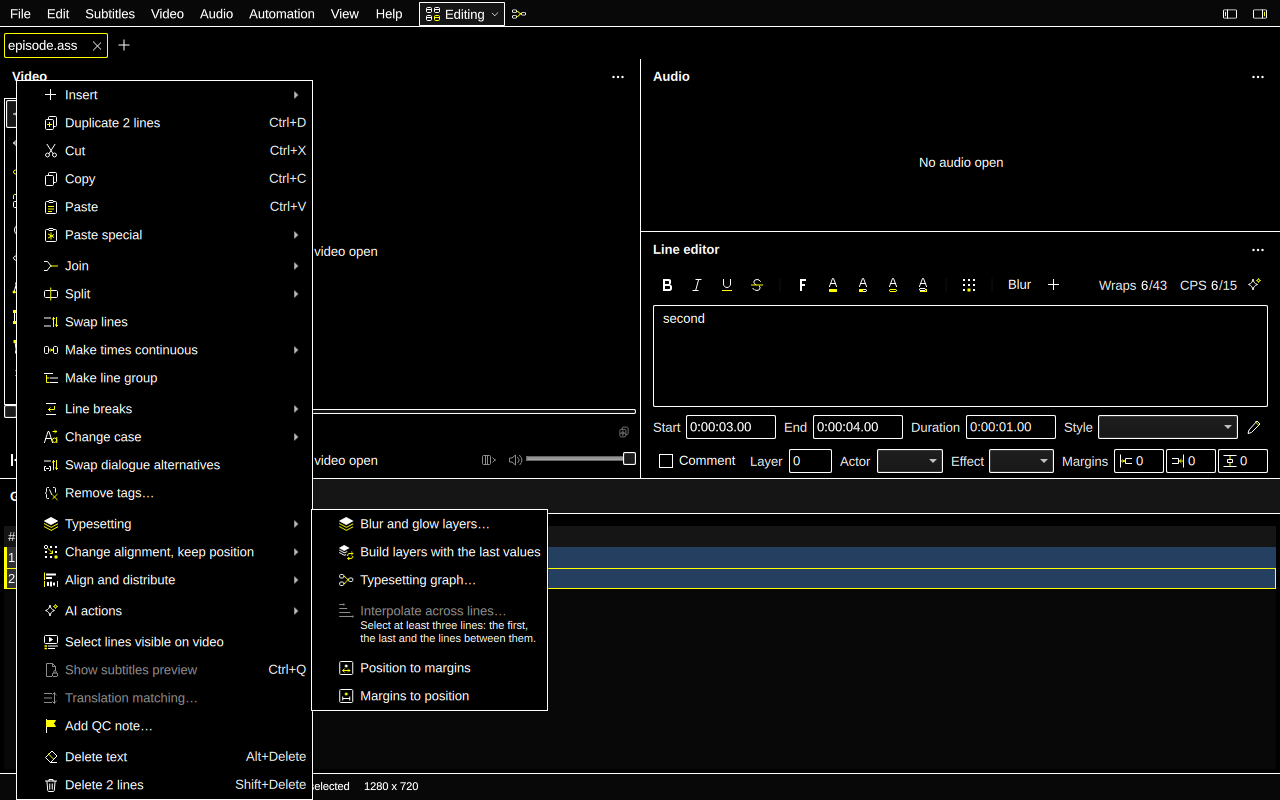 File Edit Subtitles Video Audio Automation View Help Editing
episode.ass
Video
Audio
Insert
Duplicate 2 lines Ctrl+D
Cut Ctrl+X
Copy Ctrl+C
Paste Ctrl+V
Paste special
Join
Split
Swap lines
Make times continuous
Make line group
Line breaks
Change case
Swap dialogue alternatives
Remove tags…
Typesetting
Change alignment, keep position
Align and distribute
AI actions
Select lines visible on video
Show subtitles preview Ctrl+Q
Translation matching…
Add QC note…
Delete text Alt+Delete
Delete 2 lines Shift+Delete
video open
video open
No audio open
Line editor
B I U S F A A A A Blur Wraps 6/43 CPS 6/15
second
Start 0:00:03.00 End 0:00:04.00 Duration 0:00:01.00 Style
Comment Layer 0 Actor Effect Margins 0 0 0
#
1
2
Blur and glow layers…
Build layers with the last values
Typesetting graph…
Interpolate across lines…
Select at least three lines: the first,
the last and the lines between them.
Position to margins
Margins to position
1280 x 720